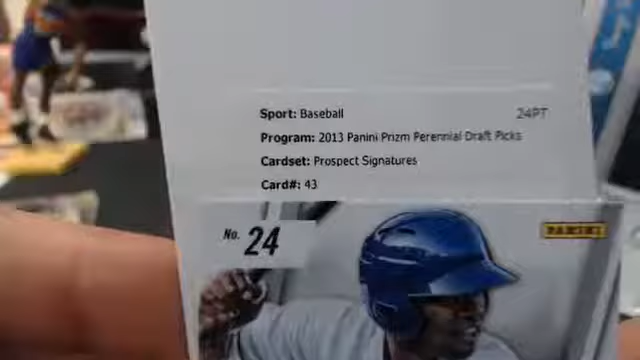 Sport: Baseball 24PT
Program: 2013 Panini Prizm Perennial Draft Picks
Cardset: Prospect Signatures
Card#: 43
No. 24
PANINI